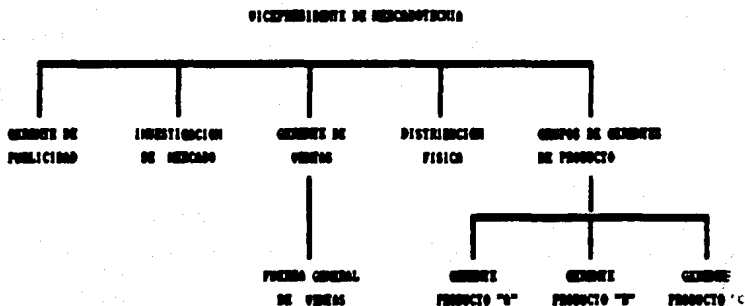 VICEPRESIDENTE DE MERCADOTECNIA
GERENTE DE
PUBLICIDAD
INVESTIGACION
DE MERCADO
GERENTE DE
VENTAS
DISTRIBUCION
FISICA
GRUPOS DE GERENTES
DE PRODUCTO
FUERZA GENERAL
DE VENTAS
GERENTE
PRODUCTO
GERENTE
PRODUCTO
GERENTE
PRODUCTO "C